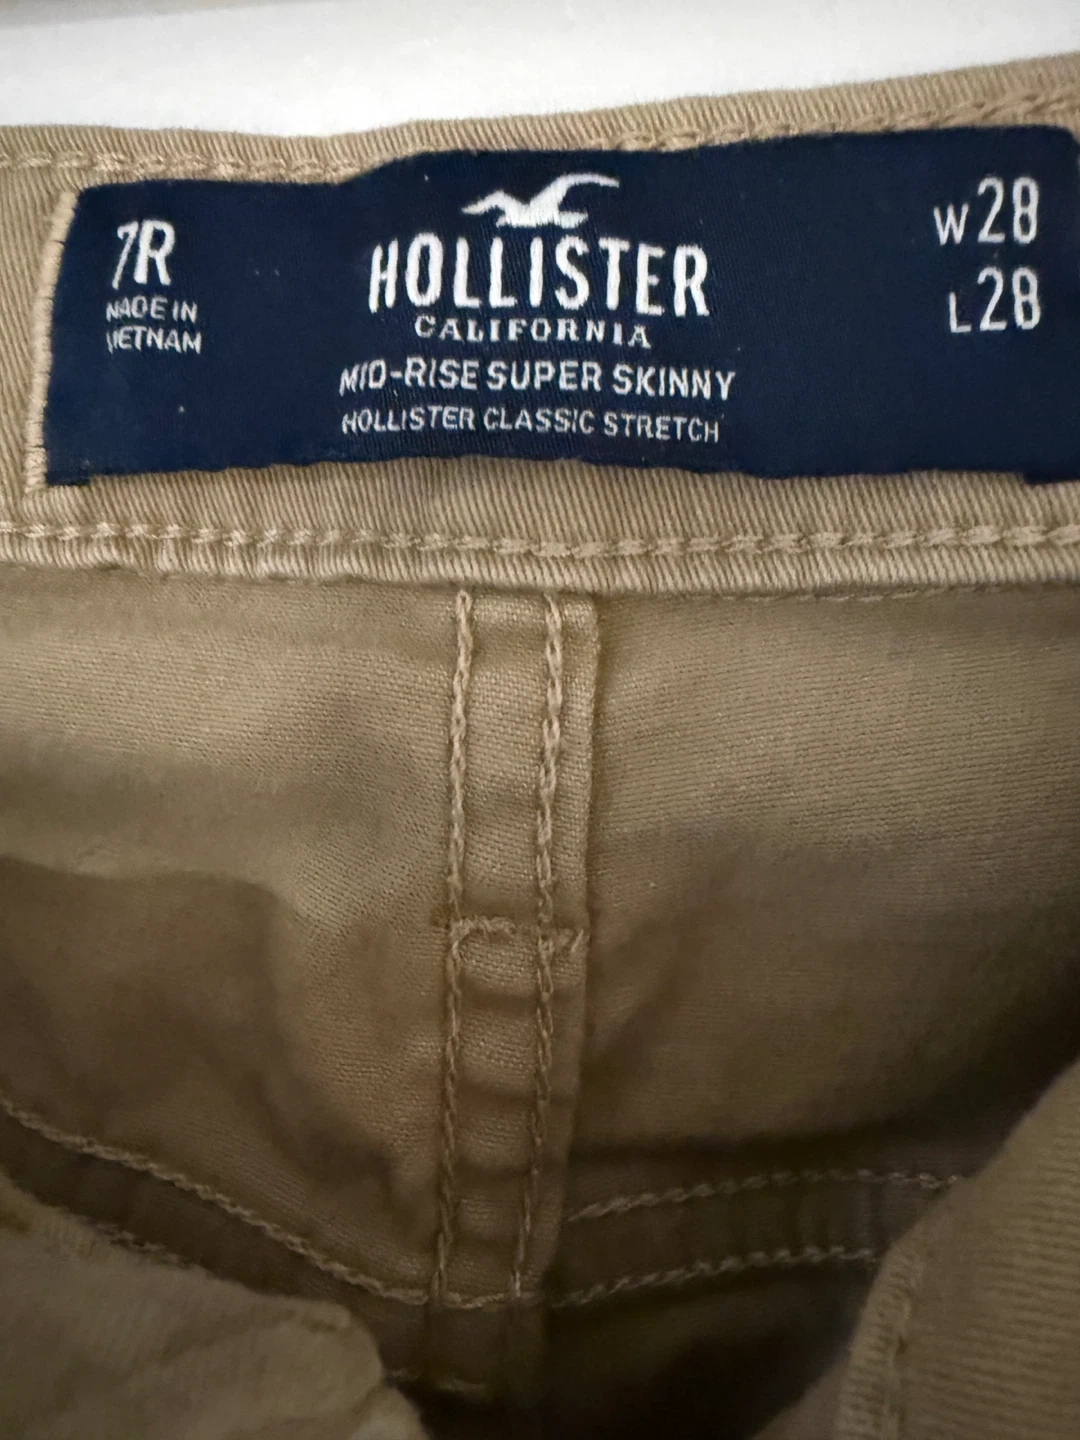 7R
MADE IN
VIETNAM
HOLLISTER
CALIFORNIA
MID-RISE SUPER SKINNY
HOLLISTER CLASSIC STRETCH
W28
L28